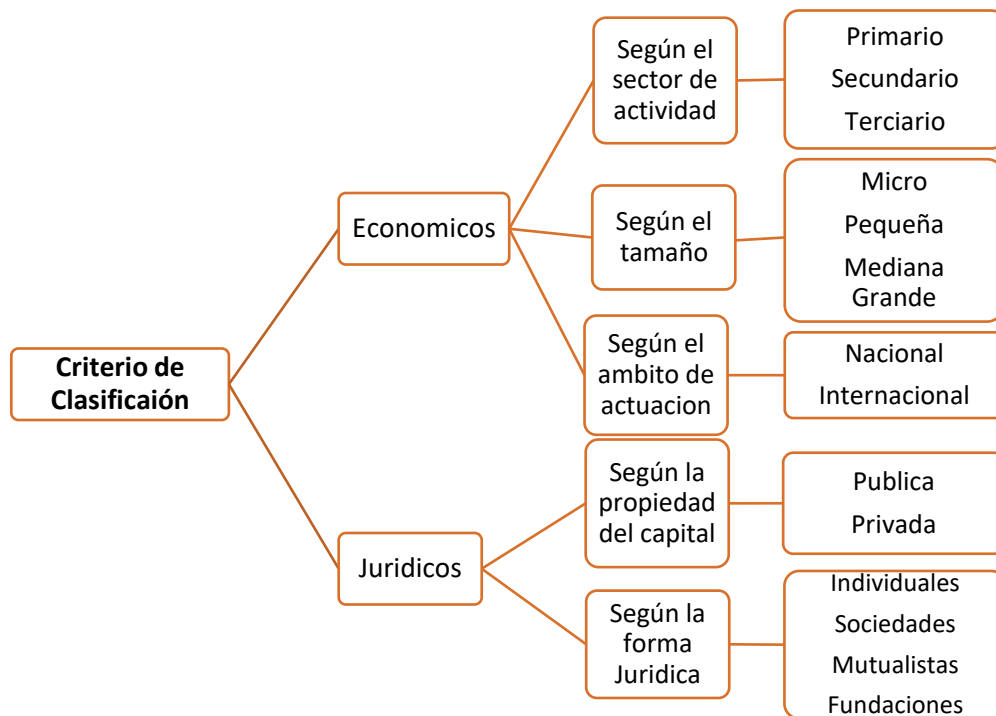 Criterio de
Clasificaión
Economicos
Según el
sector de
actividad
Primario
Secundario
Terciario
Según el
tamaño
Micro
Pequeña
Mediana
Grande
Según el
ambito de
actuacion
Nacional
Internacional
Juridicos
Según la
propiedad
del capital
Publica
Privada
Según la
forma
Juridica
Individuales
Sociedades
Mutualistas
Fundaciones